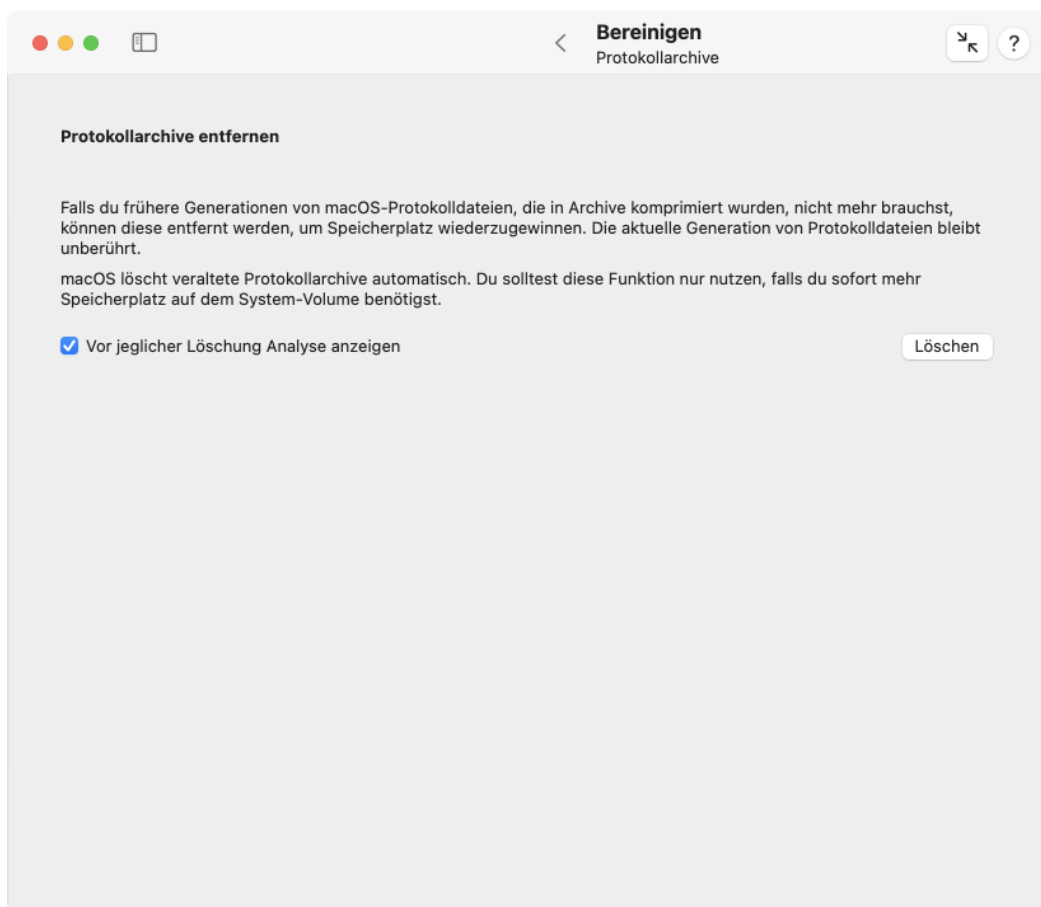 Bereinigen
Protokollarchive
?
Protokollarchive entfernen
Falls du frühere Generationen von macOS-Protokolldateien, die in Archive komprimiert wurden, nicht mehr brauchst,
können diese entfernt werden, um Speicherplatz wiederzugewinnen. Die aktuelle Generation von Protokolldateien bleibt
unberührt.
macOS löscht veraltete Protokollarchive automatisch. Du solltest diese Funktion nur nutzen, falls du sofort mehr
Speicherplatz auf dem System-Volume benötigst.
Vor jeglicher Löschung Analyse anzeigen
Löschen